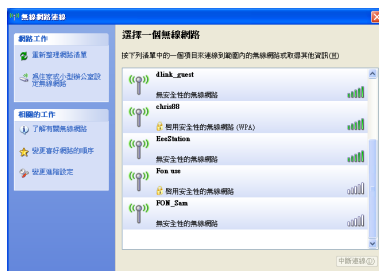 無線網路連線
網路工作
重新整理網路清單
為住家或小型辦公室設定無線網路
相關的工作
了解有關無線網路
變更喜好網路的順序
變更進階設定
選擇一個無線網路
按下列清單中的一個項目來連線到範圍內的無線網路或取得其他資訊(H)
dlink_guest
無安全性的無線網路
chris88
啟用安全性的無線網路 (WPA)
EeeStation
無安全性的無線網路
Fon uso
啟用安全性的無線網路
FON_Sam
無安全性的無線網路
中斷連線(D)